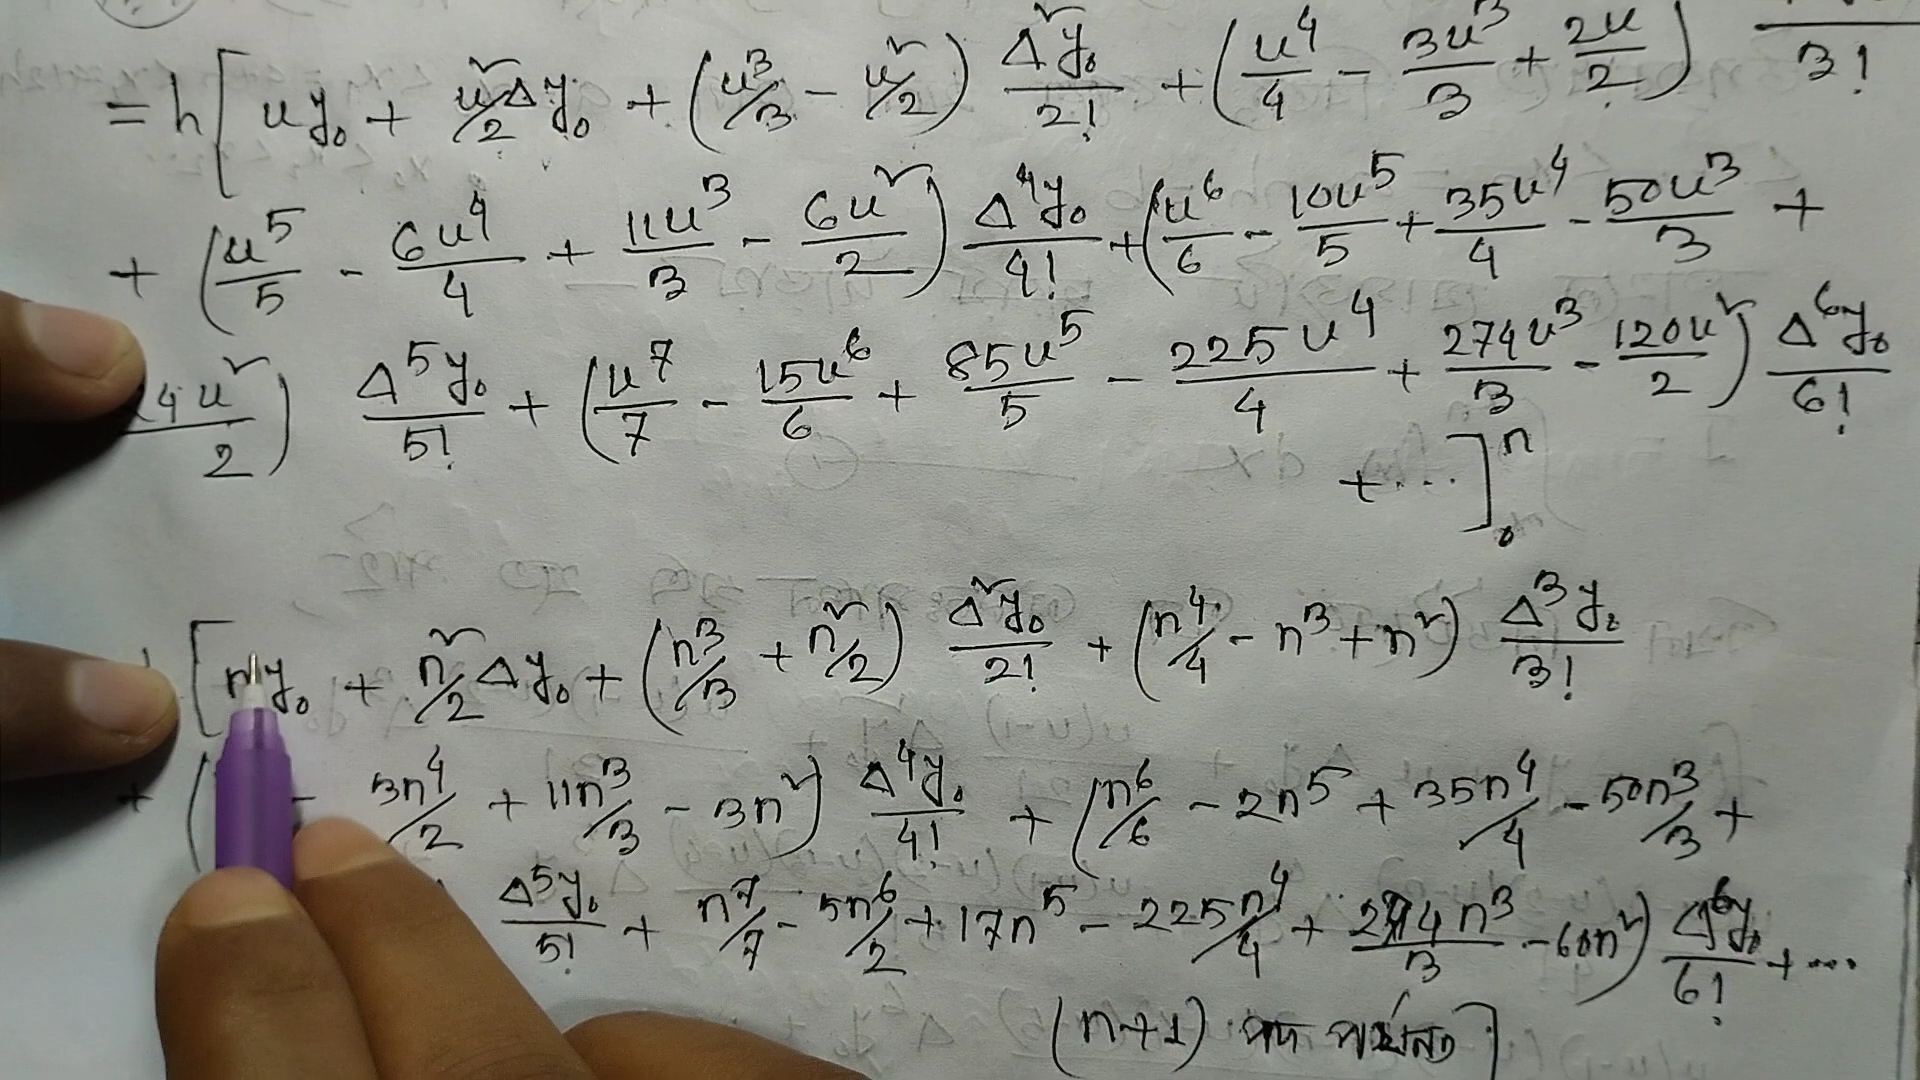 = h [ uy₀ + u²/2 Δy₀ + (u³/3 - u²/2) Δ²y₀/2! + (u⁴/4 - 3u³/3 + 2u/2) /3!
+ (u⁵/5 - 6u⁴/4 + 11u³/3 - 6u²/2) Δ⁴y₀/4! + (u⁶/6 - 10u⁵/5 + 35u⁴/4 - 50u³/3 +
4u²/2) Δ⁵y₀/5! + (u⁷/7 - 15u⁶/6 + 85u⁵/5 - 225u⁴/4 + 274u³/3 - 120u²/2) Δ⁶y₀/6!
+ ... ]₀ⁿ
[ ny₀ + n²/2 Δy₀ + (n³/3 + n²/2) Δ²y₀/2! + (n⁴/4 - n³ + n²) Δ³y₀/3!
+ ( - 3n⁴/2 + 11n³/3 - 3n²) Δ⁴y₀/4! + (n⁶/6 - 2n⁵ + 35n⁴/4 - 50n³/3 +
Δ⁵y₀/5! + n⁷/7 - 5n⁶/2 + 17n⁵ - 225n⁴/4 + 274n³/3 - 60n²) Δ⁶y₀/6! + ...
(n+1) পদ পর্যন্ত ]